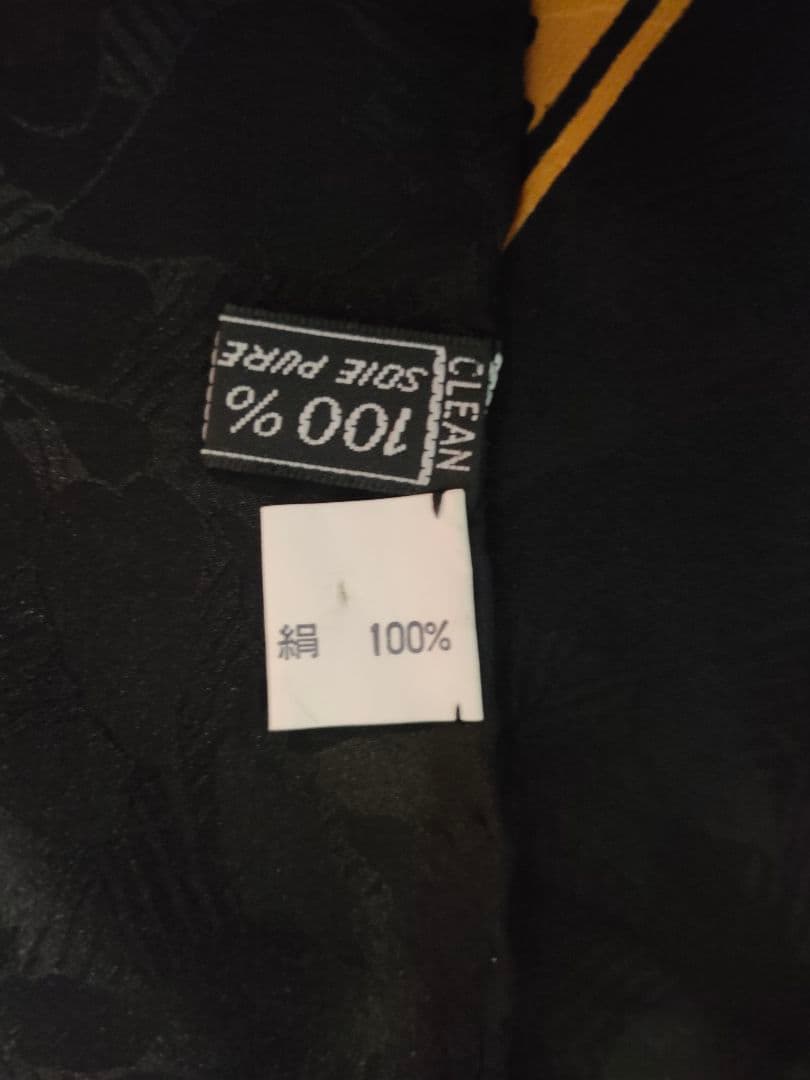 100%
SOIE PURE
CLEAN
絹 100%